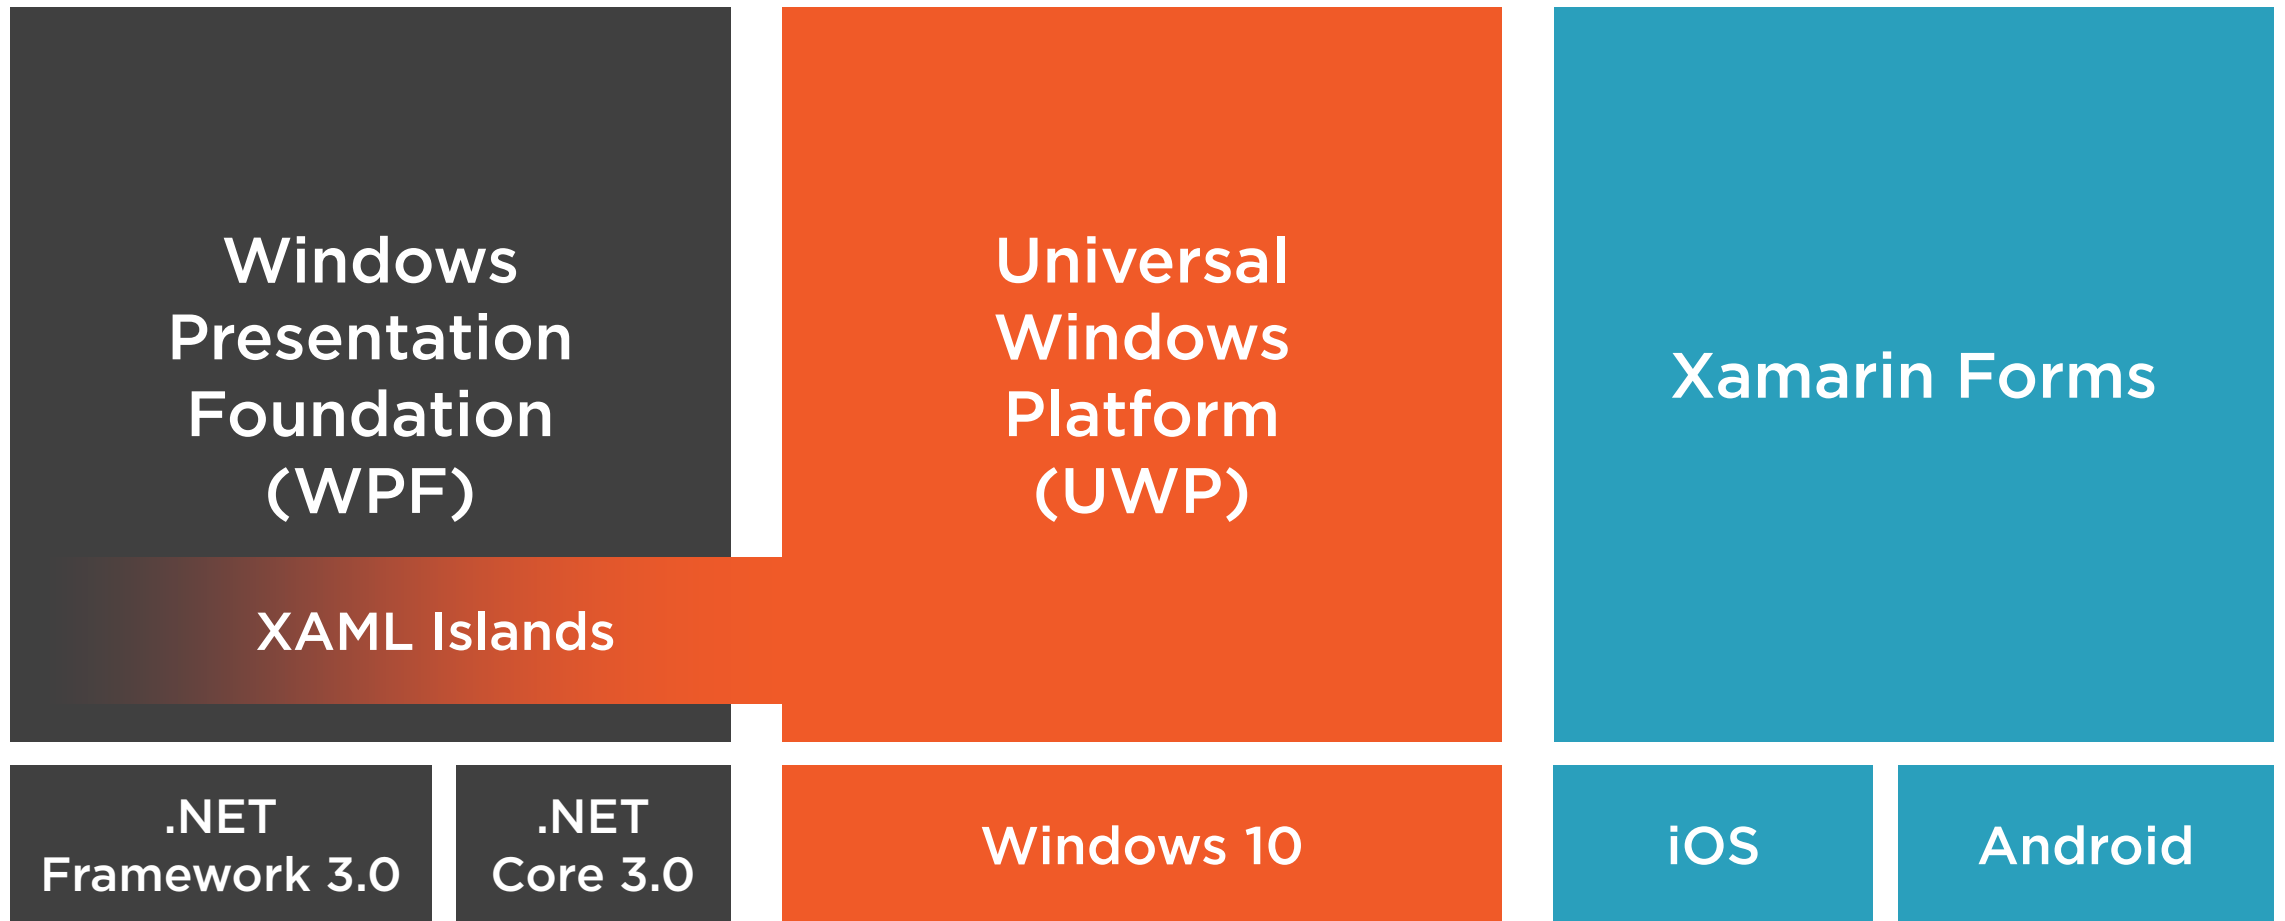 Windows
Presentation
Foundation
(WPF)
XAML Islands
.NET
Framework 3.0
.NET
Core 3.0
Universal
Windows
Platform
(UWP)
Windows 10
Xamarin Forms
iOS
Android